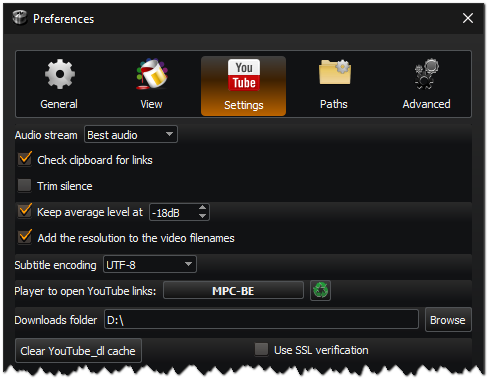 Preferences
You
Tube
General View Settings Paths Advanced
Audio stream Best audio
Check clipboard for links
Trim silence
Keep average level at -18dB
Add the resolution to the video filenames
Subtitle encoding UTF-8
Player to open YouTube links: MPC-BE
Downloads folder D:\ Browse
Clear YouTube_dl cache Use SSL verification